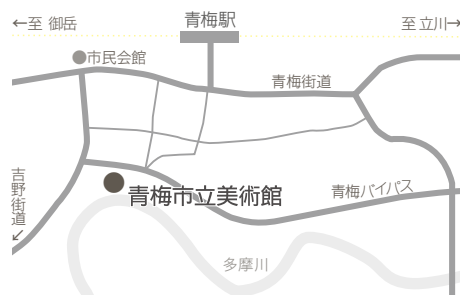 ←至 御岳
青梅駅
至 立川→
市民会館
青梅街道
吉野街道
↙
青梅市立美術館
青梅バイパス
多摩川